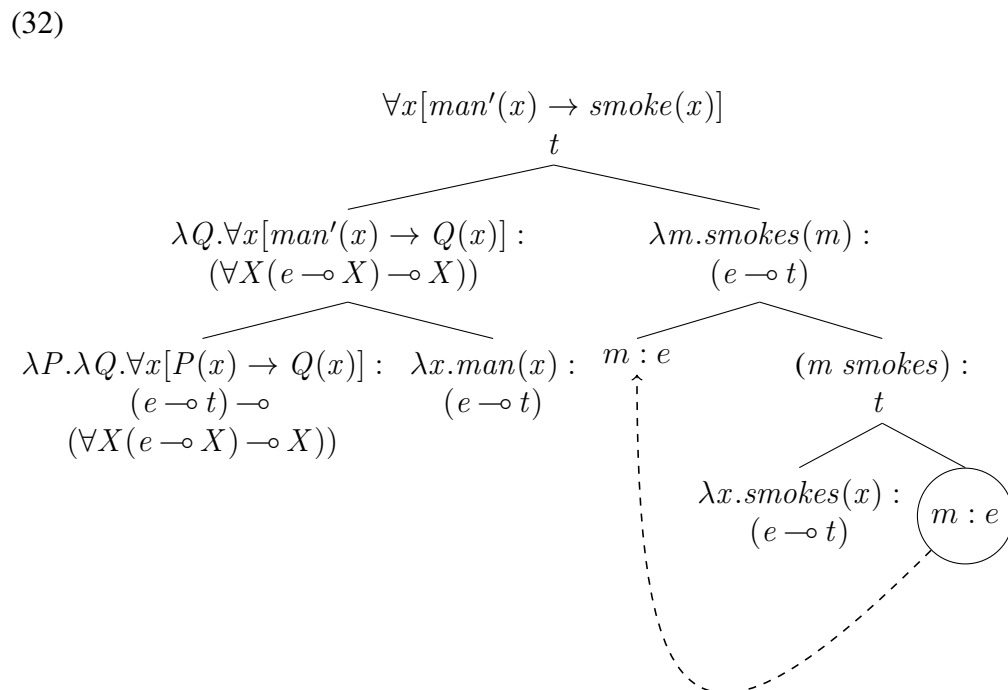 (32)
∀x[man′(x) → smoke(x)]
t
λQ.∀x[man′(x) → Q(x)] : λm.smokes(m) :
(∀X(e ⊸ X) ⊸ X)) (e ⊸ t)
λP.λQ.∀x[P(x) → Q(x)] : λx.man(x) : m : e (m smokes) :
(e ⊸ t) ⊸ (e ⊸ t) t
(∀X(e ⊸ X) ⊸ X))
λx.smokes(x) : m : e
(e ⊸ t)